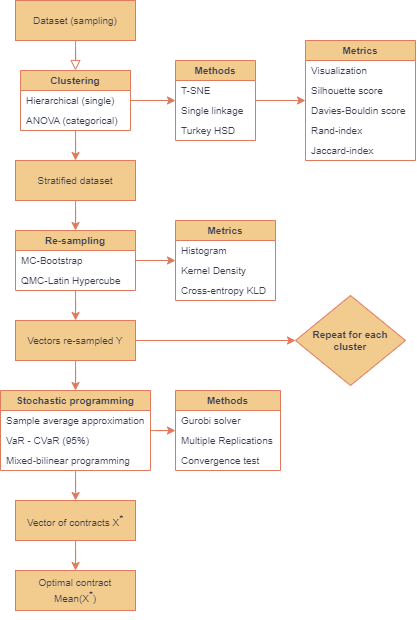 Dataset (sampling)
Clustering
Hierarchical (single)
ANOVA (categorical)
Methods
T-SNE
Single linkage
Turkey HSD
Metrics
Visualization
Silhouette score
Davies-Bouldin score
Rand-index
Jaccard-index
Stratified dataset
Re-sampling
MC-Bootstrap
QMC-Latin Hypercube
Metrics
Histogram
Kernel Density
Cross-entropy KLD
Vectors re-sampled Y
Repeat for each
cluster
Stochastic programming
Sample average approximation
VaR - CVaR (95%)
Mixed-bilinear programming
Methods
Gurobi solver
Multiple Replications
Convergence test
Vector of contracts X*
Optimal contract
Mean(X*)